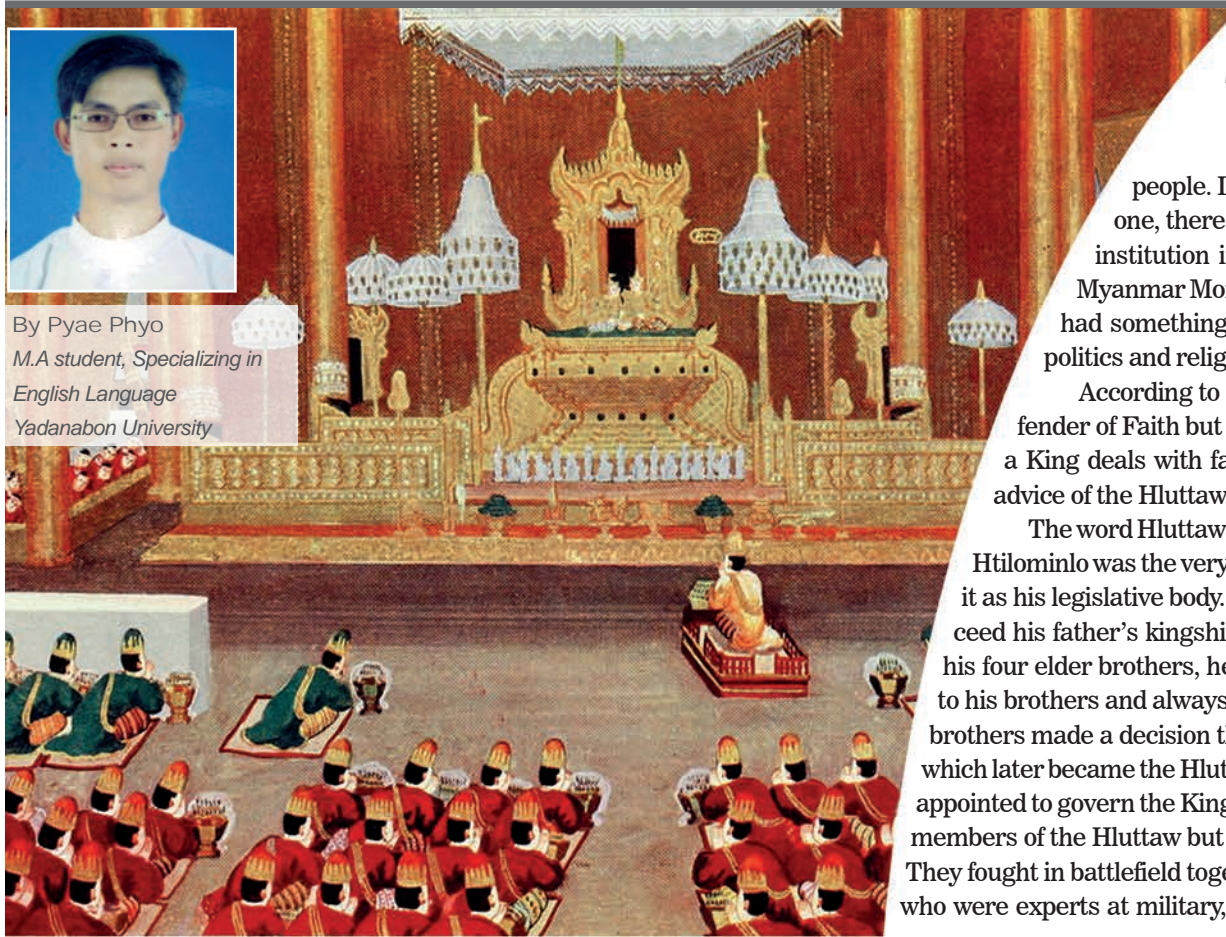 By Pyae Phyo
M.A student, Specializing in
English Language
Yadanabon University
people. I
one, there
institution i
Myanmar Mo
had something
politics and relig
According to
fender of Faith but
a King deals with fa
advice of the Hluttaw
The word Hluttaw
Htilominlo was the very
it as his legislative body.
ceed his father's kingshi
his four elder brothers, he
to his brothers and always
brothers made a decision t
which later became the Hlut
appointed to govern the King
members of the Hluttaw but
They fought in battlefield toge
who were experts at military,